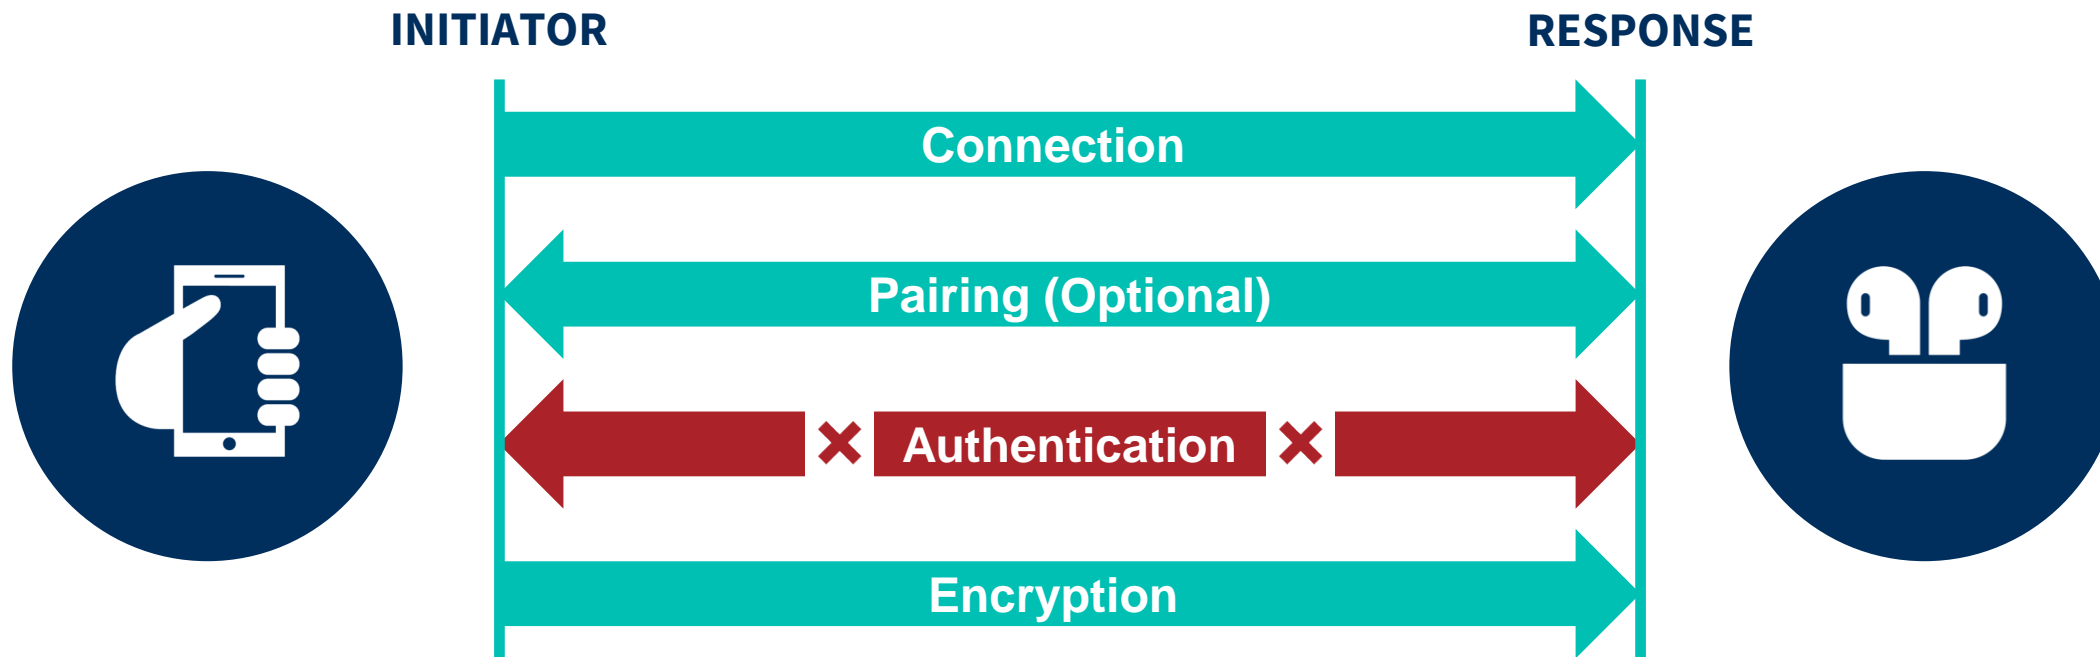 INITIATOR
RESPONSE
Connection
Pairing (Optional)
Authentication
Encryption